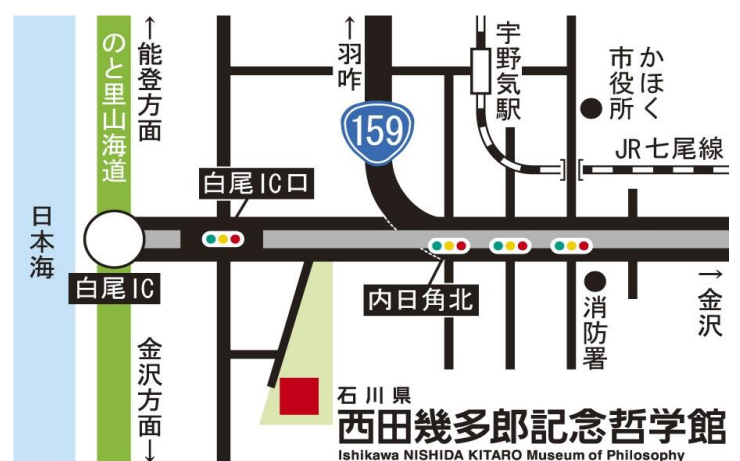 日本海
のと里山海道
↑能登方面
金沢方面↓
白尾IC
白尾IC口
↑羽咋
159
宇野気駅
かほく
市役所
JR七尾線
内日角北
消防署
→金沢
石川県
西田幾多郎記念哲学館
Ishikawa NISHIDA KITARO Museum of Philosophy